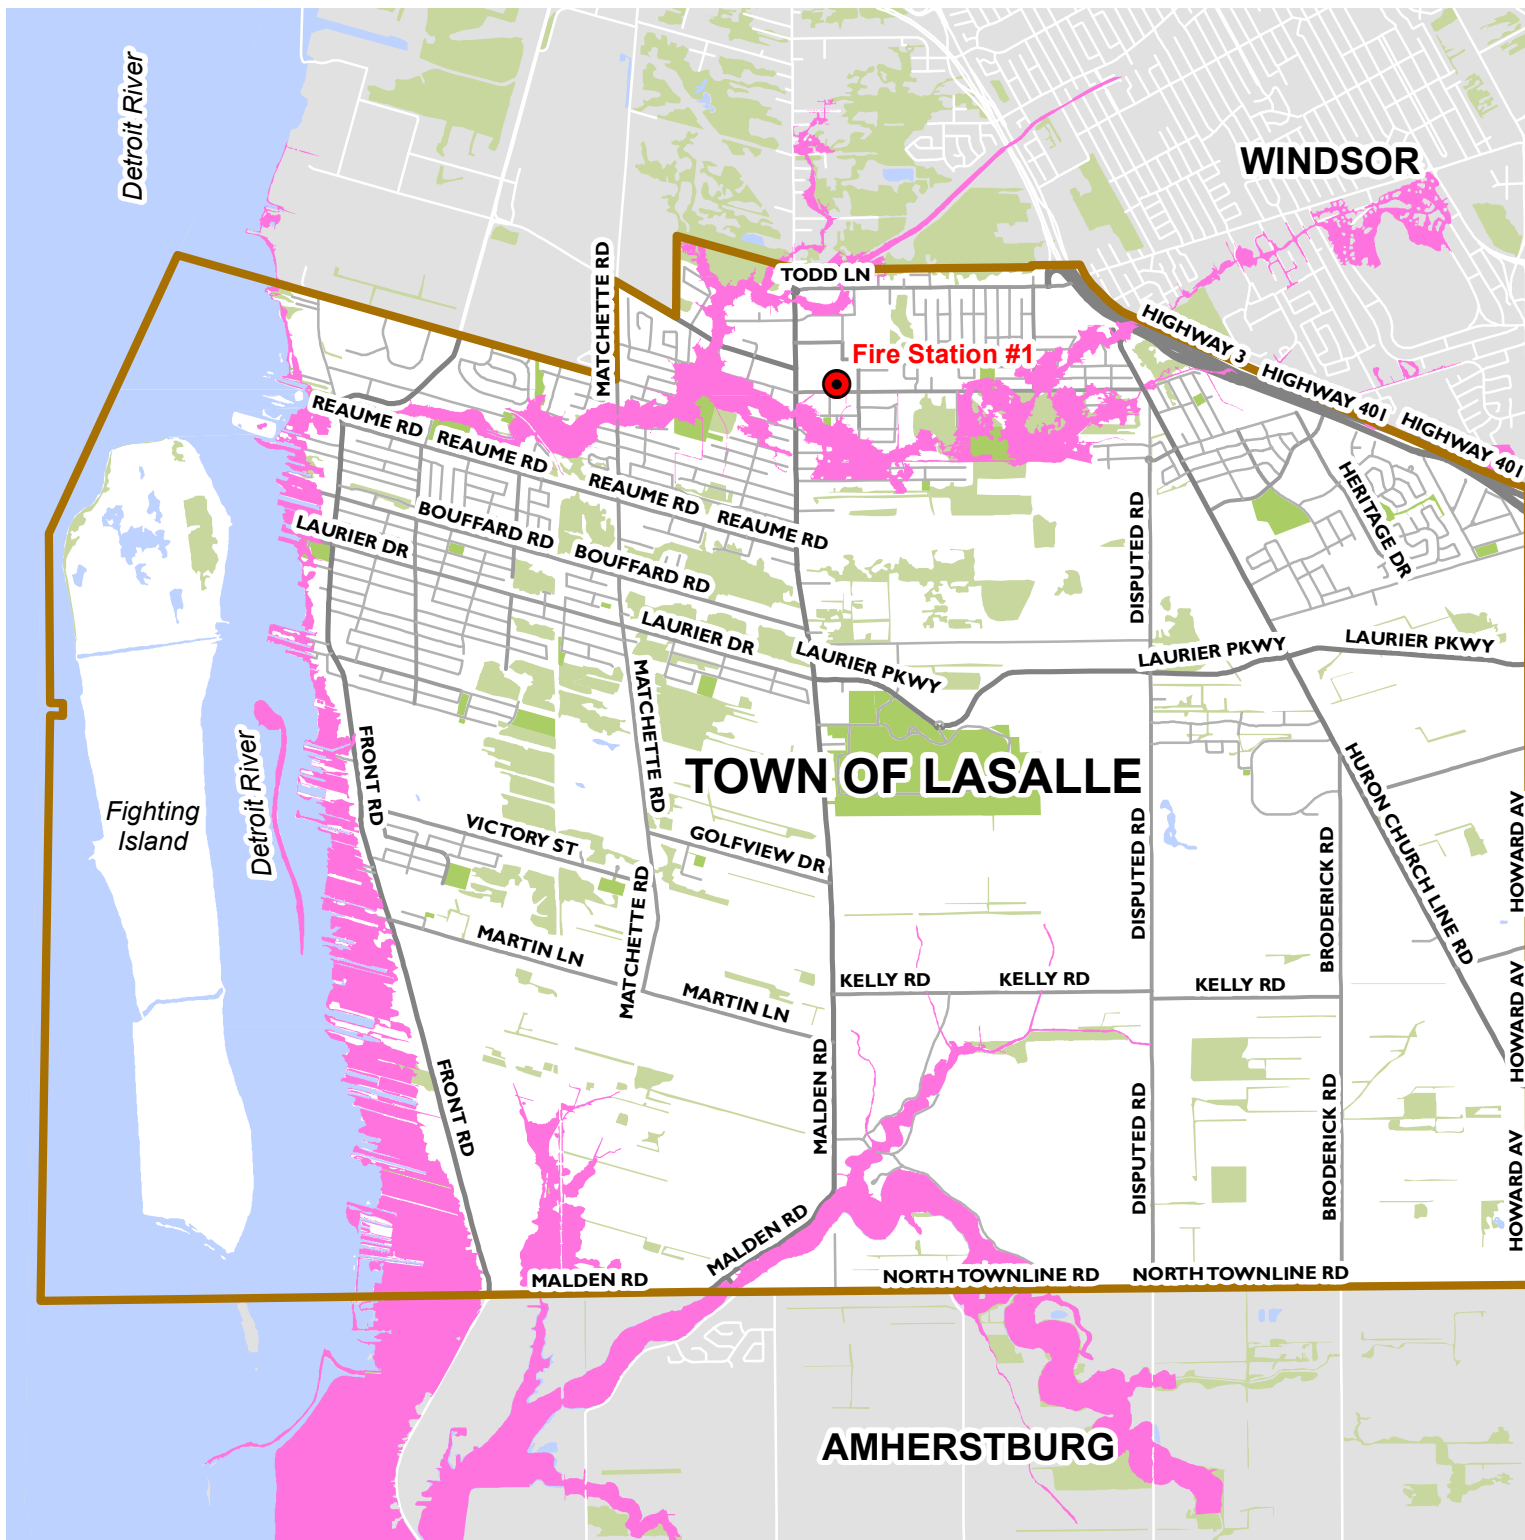 Detroit River
WINDSOR
MATCHETTE RD
TODD LN
HIGHWAY 3
Fire Station #1
HIGHWAY 401
HIGHWAY 401
REAUME RD
REAUME RD
REAUME RD
REAUME RD
HERITAGE DR
BOUFFARD RD
BOUFFARD RD
LAURIER DR
DISPUTED RD
LAURIER DR
LAURIER PKWY
LAURIER PKWY
LAURIER PKWY
MATCHETTE RD
FRONT RD
Detroit River
TOWN OF LASALLE
Fighting
Island
HURON CHURCH LINE RD
VICTORY ST
GOLFVIEW DR
DISPUTED RD
BRODERICK RD
HOWARD AV
MATCHETTE RD
MARTIN LN
MARTIN LN
KELLY RD
KELLY RD
KELLY RD
HOWARD AV
FRONT RD
MALDEN RD
DISPUTED RD
BRODERICK RD
HOWARD AV
MALDEN RD
MALDEN RD
NORTH TOWNLINE RD
NORTH TOWNLINE RD
AMHERSTBURG